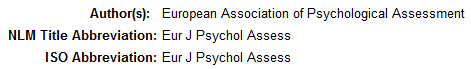 Author(s): European Association of Psychological Assessment
NLM Title Abbreviation: Eur J Psychol Assess
ISO Abbreviation: Eur J Psychol Assess